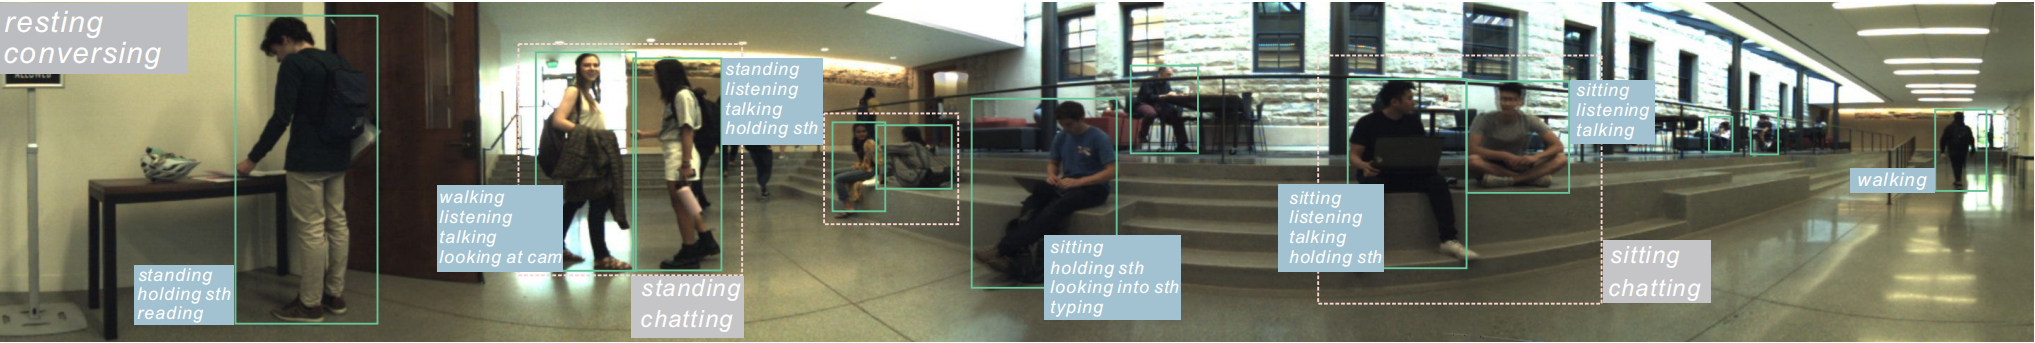 resting
conversing
ALLOWED
standing
holding sth
reading
walking
listening
talking
looking at cam
standing
listening
talking
holding sth
standing
chatting
sitting
holding sth
looking into sth
typing
sitting
listening
talking
holding sth
sitting
listening
talking
sitting
chatting
walking